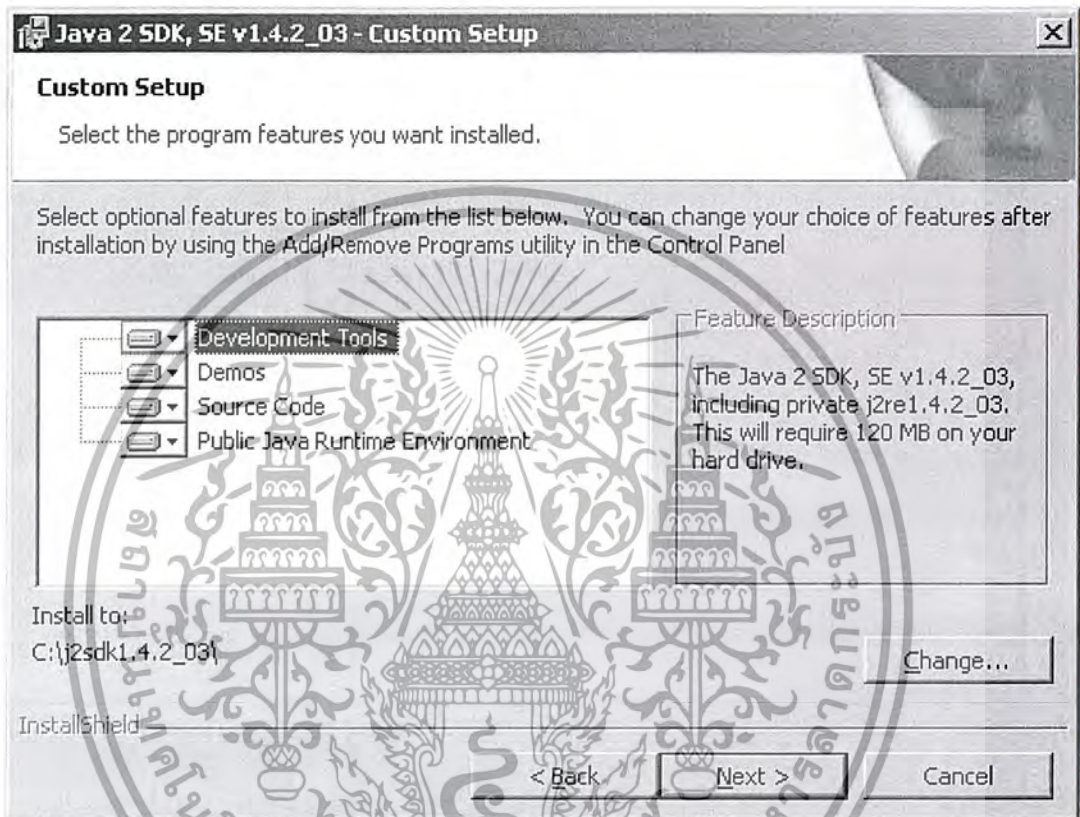 Java 2 SDK, SE v1.4.2_03 - Custom Setup
Custom Setup
Select the program features you want installed.
Select optional features to install from the list below. You can change your choice of features after
installation by using the Add/Remove Programs utility in the Control Panel
Development Tools
Demos
Source Code
Public Java Runtime Environment
Feature Description
The Java 2 SDK, SE v1.4.2_03,
including private j2re1.4.2_03.
This will require 120 MB on your
hard drive.
Install to:
C:\j2sdk1.4.2_03\
Change...
InstallShield
< Back
Next >
Cancel